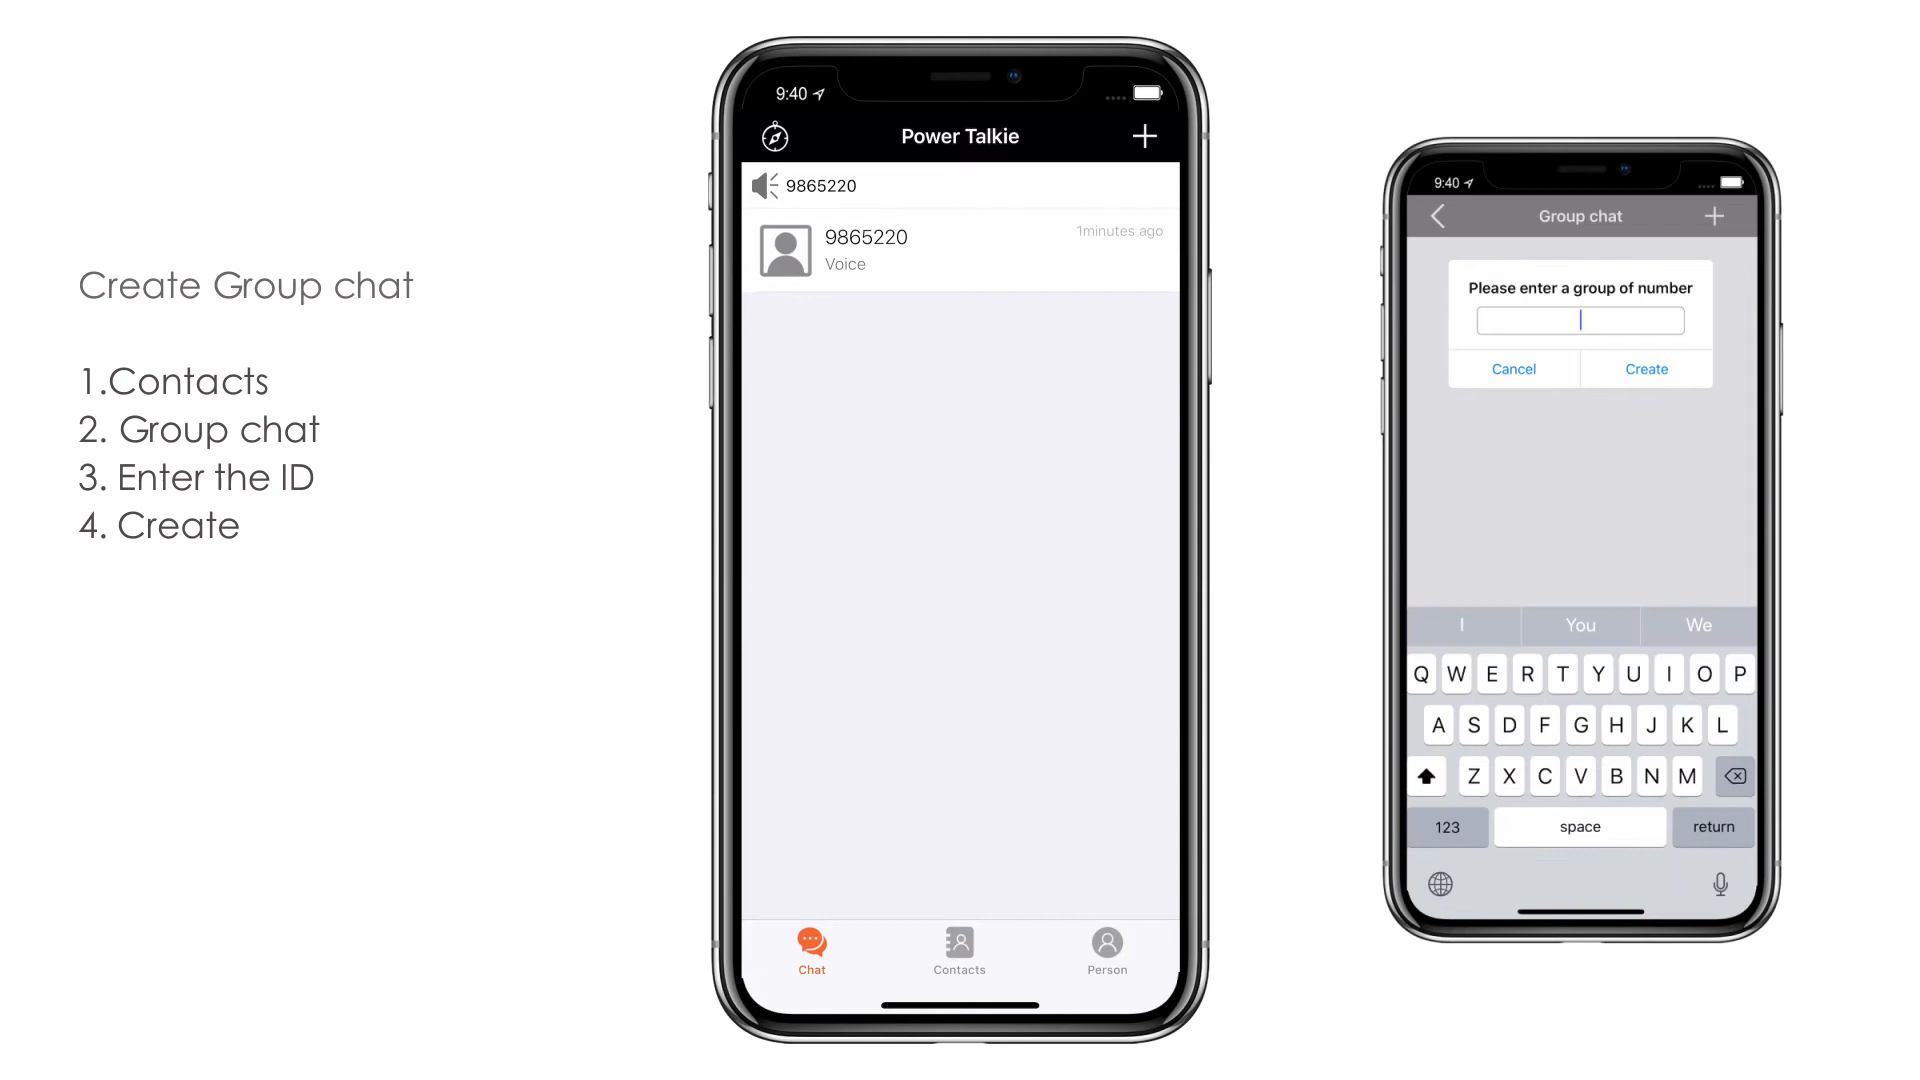 Create Group chat
1.Contacts
2. Group chat
3. Enter the ID
4. Create
9:40
Power Talkie
9865220
9865220
1minutes ago
Voice
Chat
Contacts
Person
9:40
Group chat
Please enter a group of number
Cancel
Create
I You We
Q W E R T Y U I O P
A S D F G H J K L
Z X C V B N M
123 space return